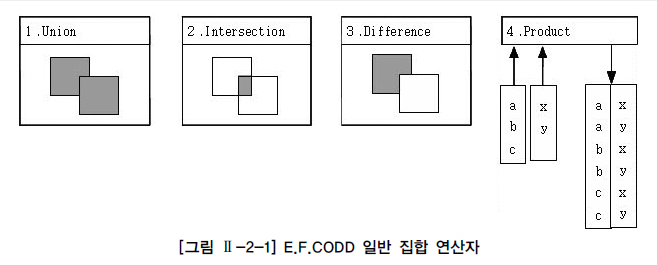 1.Union
2.Intersection
3.Difference
4.Product
a
b
c
x
y
a x
a y
b x
b y
c x
c y
[그림 Ⅱ-2-1] E.F.CODD 일반 집합 연산자